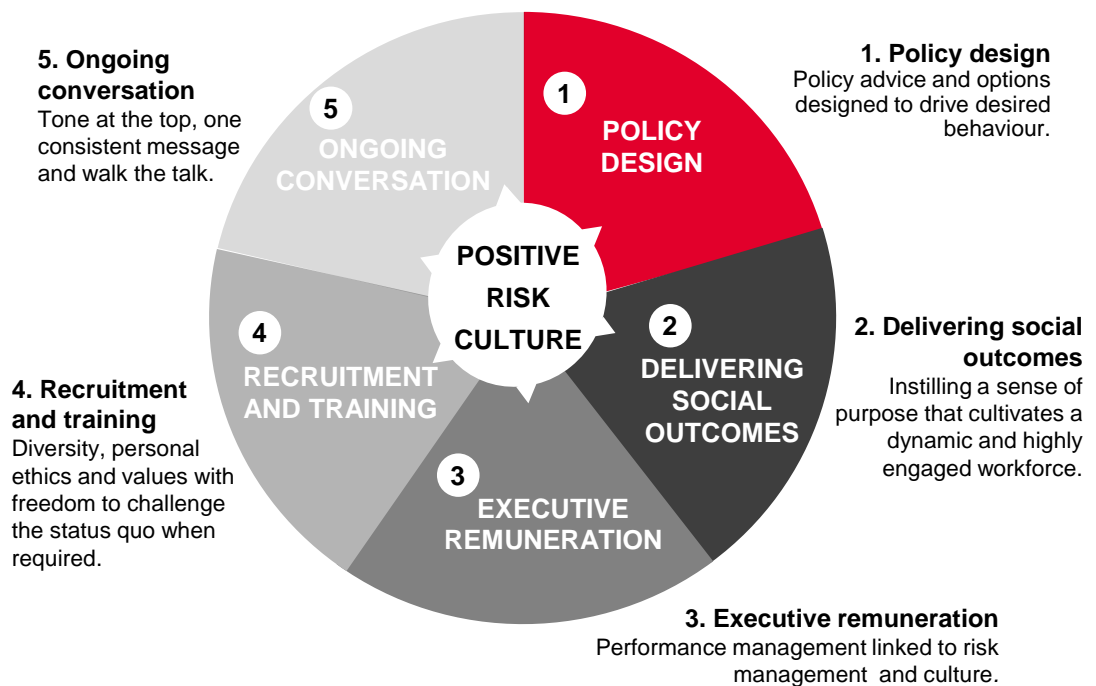 5. Ongoing
conversation
Tone at the top, one
consistent message
and walk the talk.
1. Policy design
Policy advice and options
designed to drive desired
behaviour.
5
ONGOING
CONVERSATION
1
POLICY
DESIGN
POSITIVE
RISK
CULTURE
4
RECRUITMENT
AND TRAINING
2
DELIVERING
SOCIAL
OUTCOMES
3
EXECUTIVE
REMUNERATION
2. Delivering social
outcomes
Instilling a sense of
purpose that cultivates a
dynamic and highly
engaged workforce.
4. Recruitment
and training
Diversity, personal
ethics and values with
freedom to challenge
the status quo when
required.
3. Executive remuneration
Performance management linked to risk
management and culture.